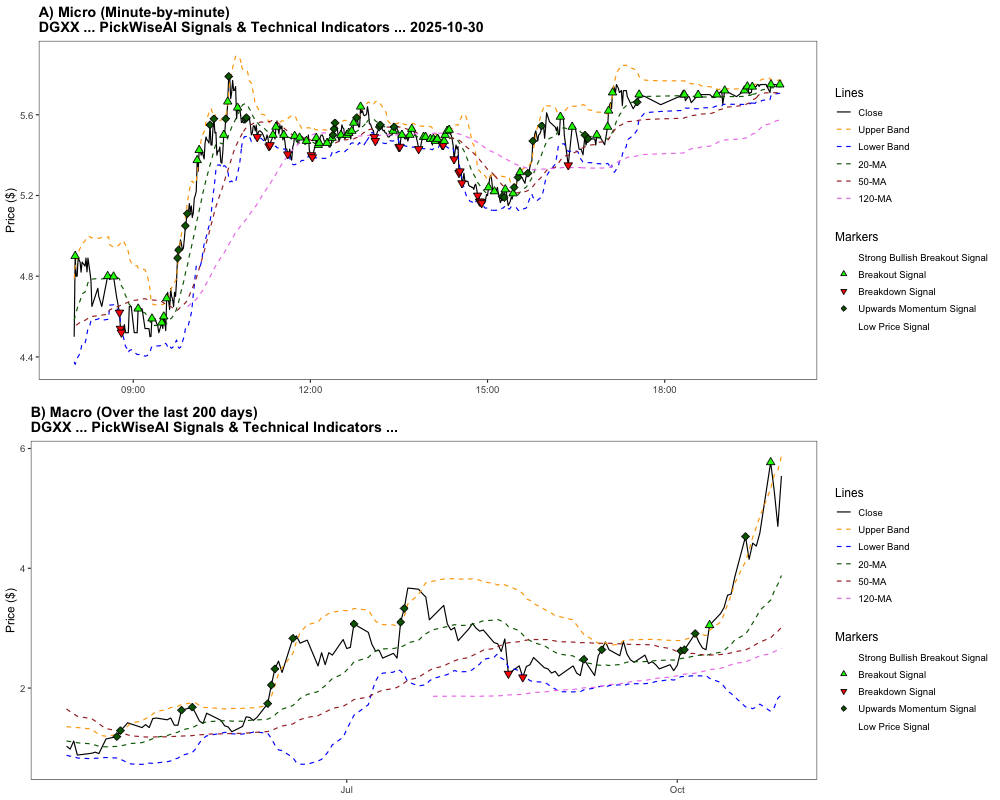 A) Micro (Minute-by-minute)
DGXX ... PickWiseAI Signals & Technical Indicators ... 2025-10-30
Price ($)
5.6
5.2
4.8
4.4
09:00
12:00
15:00
18:00
Lines
Close
Upper Band
Lower Band
20-MA
50-MA
120-MA
Markers
Strong Bullish Breakout Signal
Breakout Signal
Breakdown Signal
Upwards Momentum Signal
Low Price Signal
B) Macro (Over the last 200 days)
DGXX ... PickWiseAI Signals & Technical Indicators ...
Price ($)
6
4
2
Jul
Oct
Lines
Close
Upper Band
Lower Band
20-MA
50-MA
120-MA
Markers
Strong Bullish Breakout Signal
Breakout Signal
Breakdown Signal
Upwards Momentum Signal
Low Price Signal